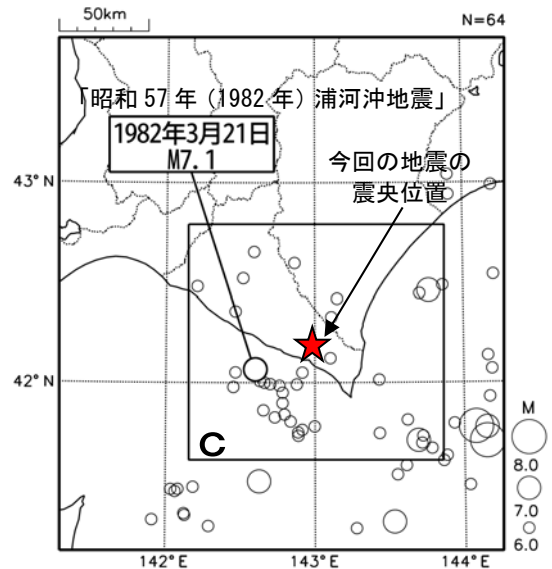 50km
N=64
「昭和 57 年 (1982 年) 浦河沖地震」
1982年3月21日
M7.1
今回の地震の
震央位置
43°N
42°N
C
M
8.0
7.0
6.0
142°E
143°E
144°E